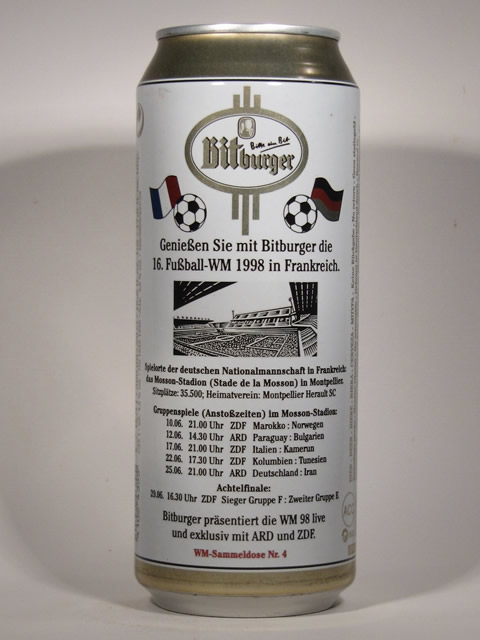 Bitte ein Bit
Bitburger
Genießen Sie mit Bitburger die
16. Fußball-WM 1998 in Frankreich.
Spielorte der deutschen Nationalmannschaft in Frankreich:
das Mosson-Stadion (Stade de la Mosson) in Montpellier.
Sitzplätze: 35.500; Heimatverein: Montpellier Herault SC
Gruppenspiele (Anstoßzeiten) im Mosson-Stadion:
10.06. 21.00 Uhr ZDF Marokko : Norwegen
12.06. 14.30 Uhr ARD Paraguay : Bulgarien
17.06. 21.00 Uhr ZDF Italien : Kamerun
22.06. 17.30 Uhr ZDF Kolumbien : Tunesien
25.06. 21.00 Uhr ARD Deutschland : Iran
Achtelfinale:
29.06. 16.30 Uhr ZDF Sieger Gruppe F : Zweiter Gruppe E
Bitburger präsentiert die WM 98 live
und exklusiv mit ARD und ZDF.
WM-Sammeldose Nr. 4